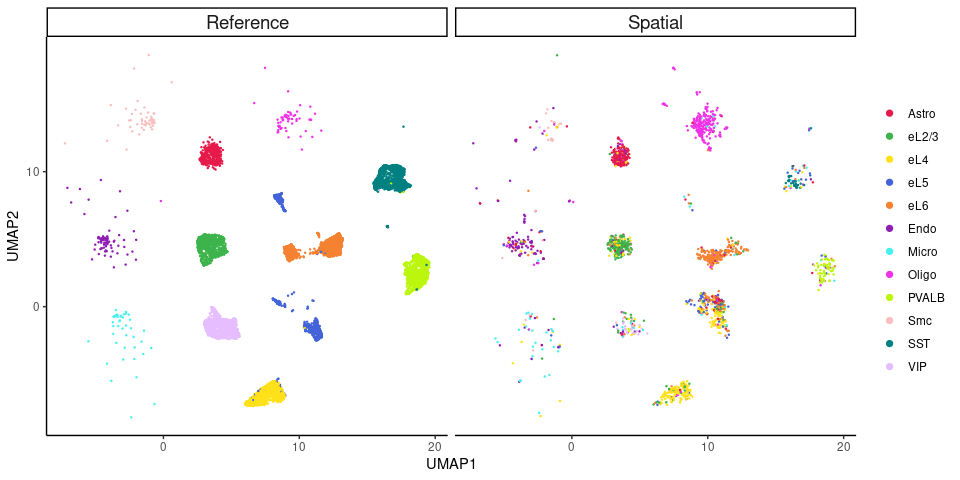 Reference
Spatial
UMAP2
10
0
0
10
20
0
10
20
UMAP1
Astro
eL2/3
eL4
eL5
eL6
Endo
Micro
Oligo
PVALB
Smc
SST
VIP